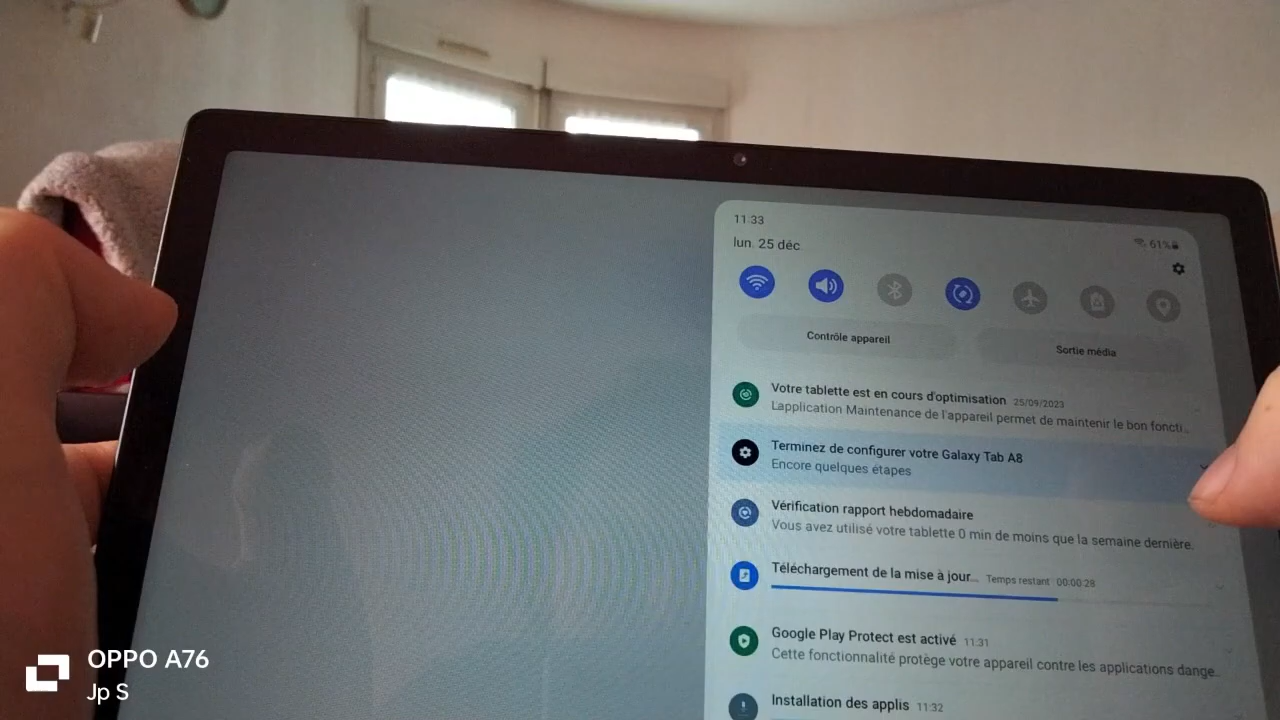 11:33
lun. 25 déc.
61%
Contrôle appareil
Sortie média
Votre tablette est en cours d'optimisation 25/09/2023
Lapplication Maintenance de l'appareil permet de maintenir le bon foncti...
Terminez de configurer votre Galaxy Tab A8
Encore quelques étapes
Vérification rapport hebdomadaire
Vous avez utilisé votre tablette 0 min de moins que la semaine dernière.
Téléchargement de la mise à jour... Temps restant 00:00:28
Google Play Protect est activé 11:31
Cette fonctionnalité protège votre appareil contre les applications dange...
Installation des applis 11:32
OPPO A76
Jp S